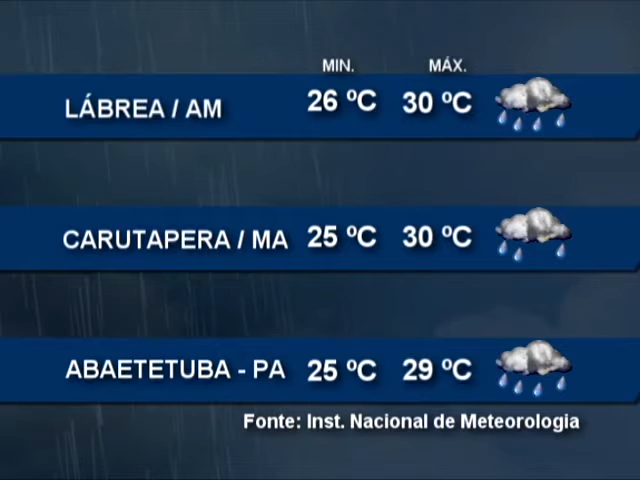 MIN. MÁX.
LÁBREA / AM 26 ºC 30 ºC
CARUTAPERA / MA 25 ºC 30 ºC
ABAETETUBA - PA 25 ºC 29 ºC
Fonte: Inst. Nacional de Meteorologia